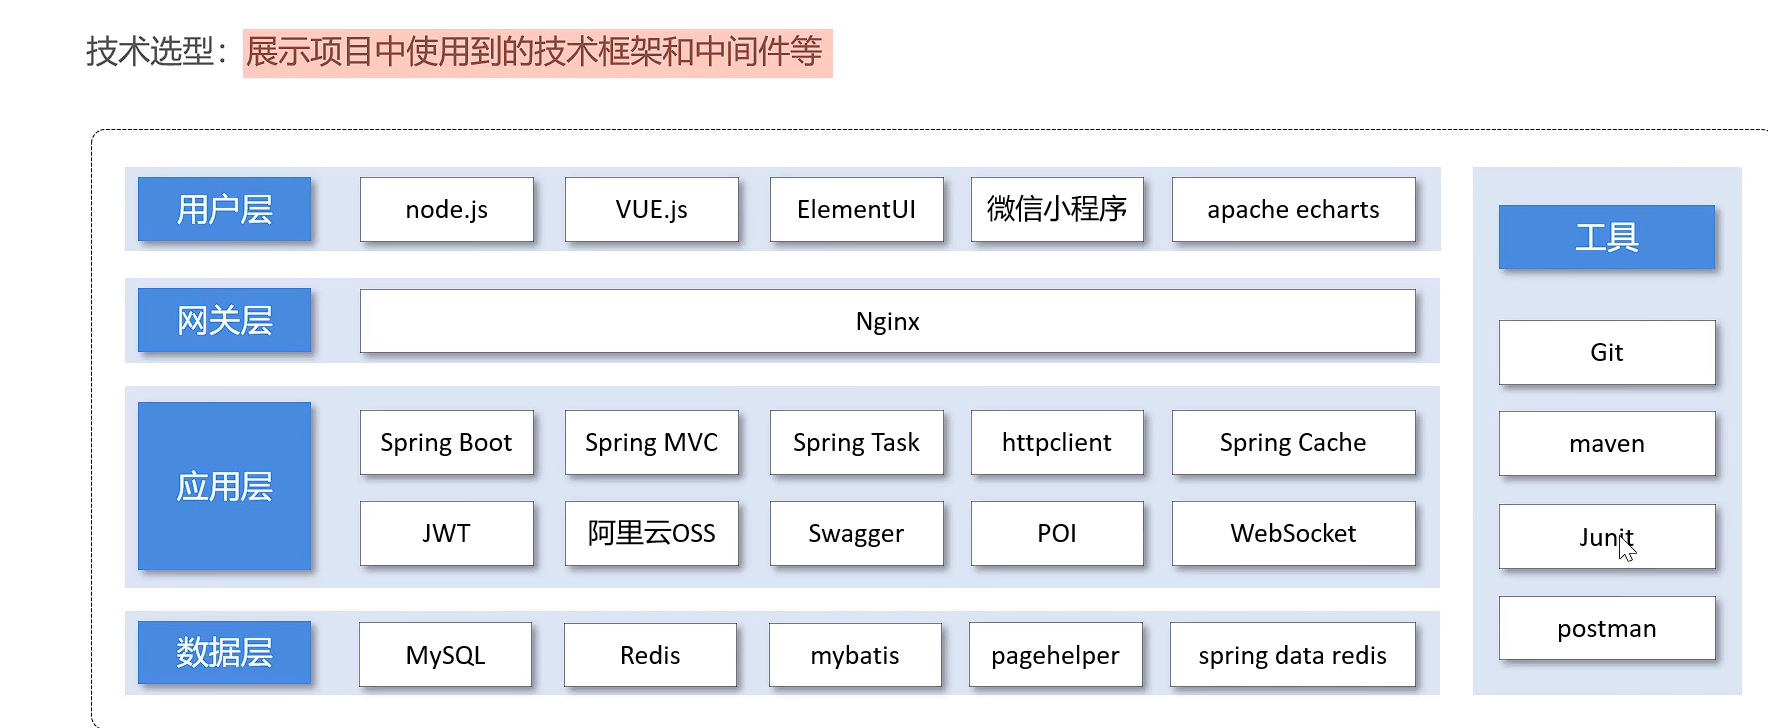 技术选型：展示项目中使用到的技术框架和中间件等
用户层 node.js VUE.js ElementUI 微信小程序 apache echarts
网关层 Nginx
应用层
Spring Boot Spring MVC Spring Task httpclient Spring Cache
JWT 阿里云OSS Swagger POI WebSocket
数据层 MySQL Redis mybatis pagehelper spring data redis
工具
Git
maven
Junit
postman